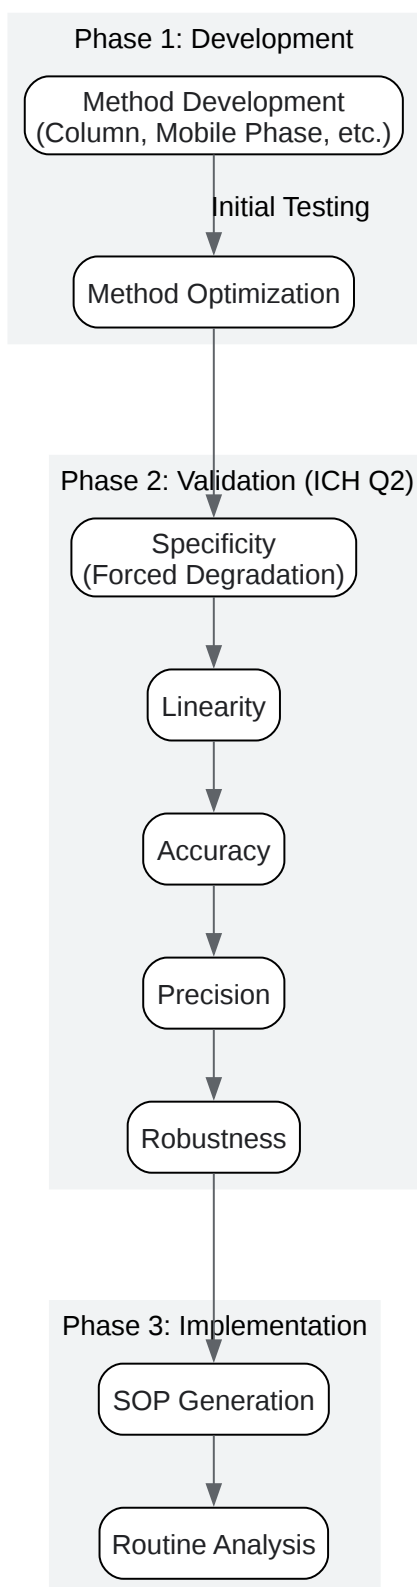 Phase 1: Development
Method Development
(Column, Mobile Phase, etc.)
Initial Testing
Method Optimization
Phase 2: Validation (ICH Q2)
Specificity
(Forced Degradation)
Linearity
Accuracy
Precision
Robustness
Phase 3: Implementation
SOP Generation
Routine Analysis